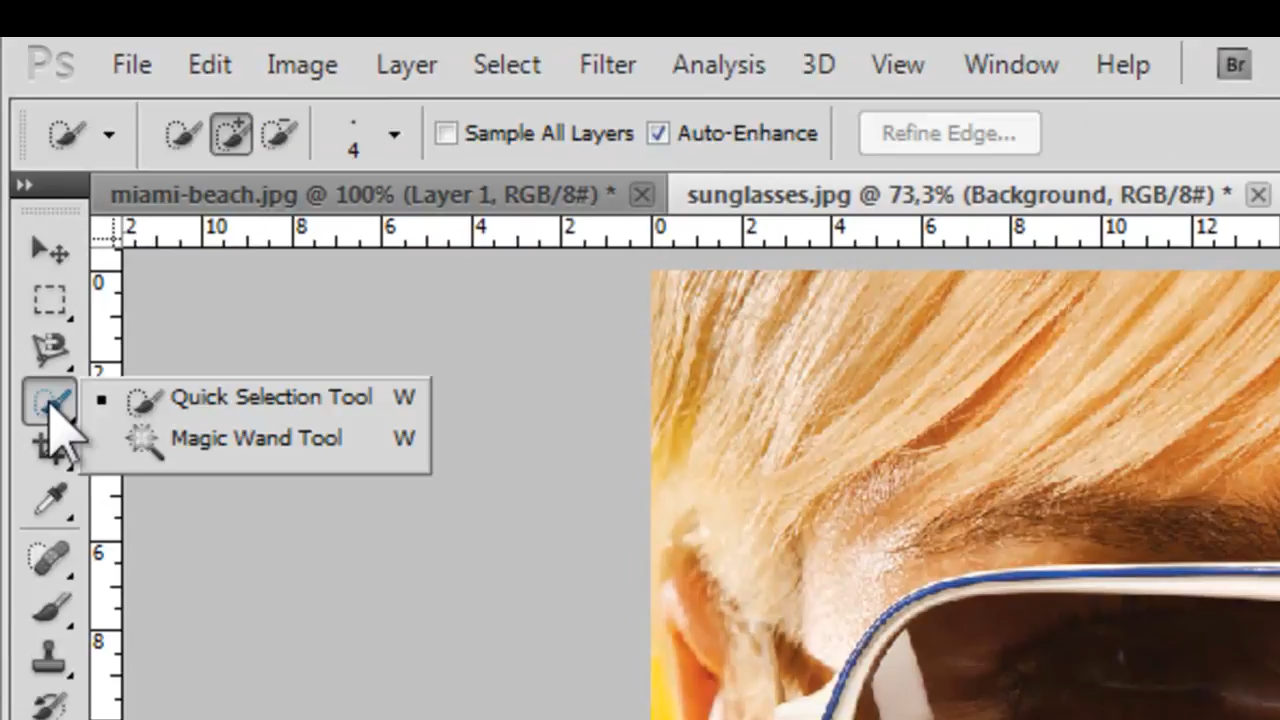 Ps File Edit Image Layer Select Filter Analysis 3D View Window Help Br
4 Sample All Layers Auto-Enhance Refine Edge...
miami-beach.jpg @ 100% (Layer 1, RGB/8#) * sunglasses.jpg @ 73,3% (Background, RGB/8#) *
12 10 8 6 4 2 0 2 4 6 8 10 12
0
2
Quick Selection Tool W
Magic Wand Tool W
6
8